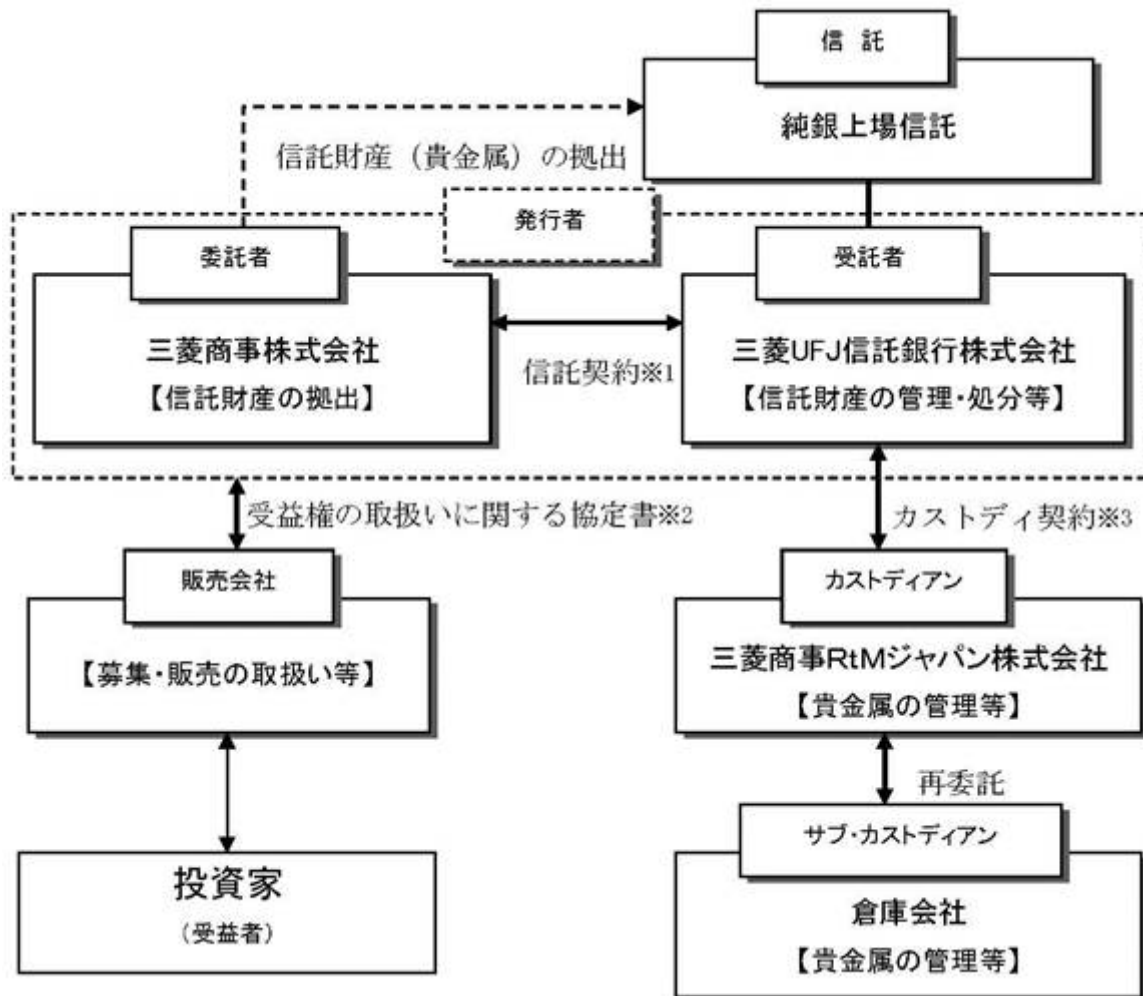 信 託
純銀上場信託
信託財産（貴金属）の拠出
発行者
委託者
三菱商事株式会社
【信託財産の拠出】
信託契約※1
受託者
三菱UFJ信託銀行株式会社
【信託財産の管理・処分等】
受益権の取扱いに関する協定書※2
カストディ契約※3
販売会社
【募集・販売の取扱い等】
カストディアン
三菱商事RtMジャパン株式会社
【貴金属の管理等】
再委託
投資家
（受益者）
サブ・カストディアン
倉庫会社
【貴金属の管理等】